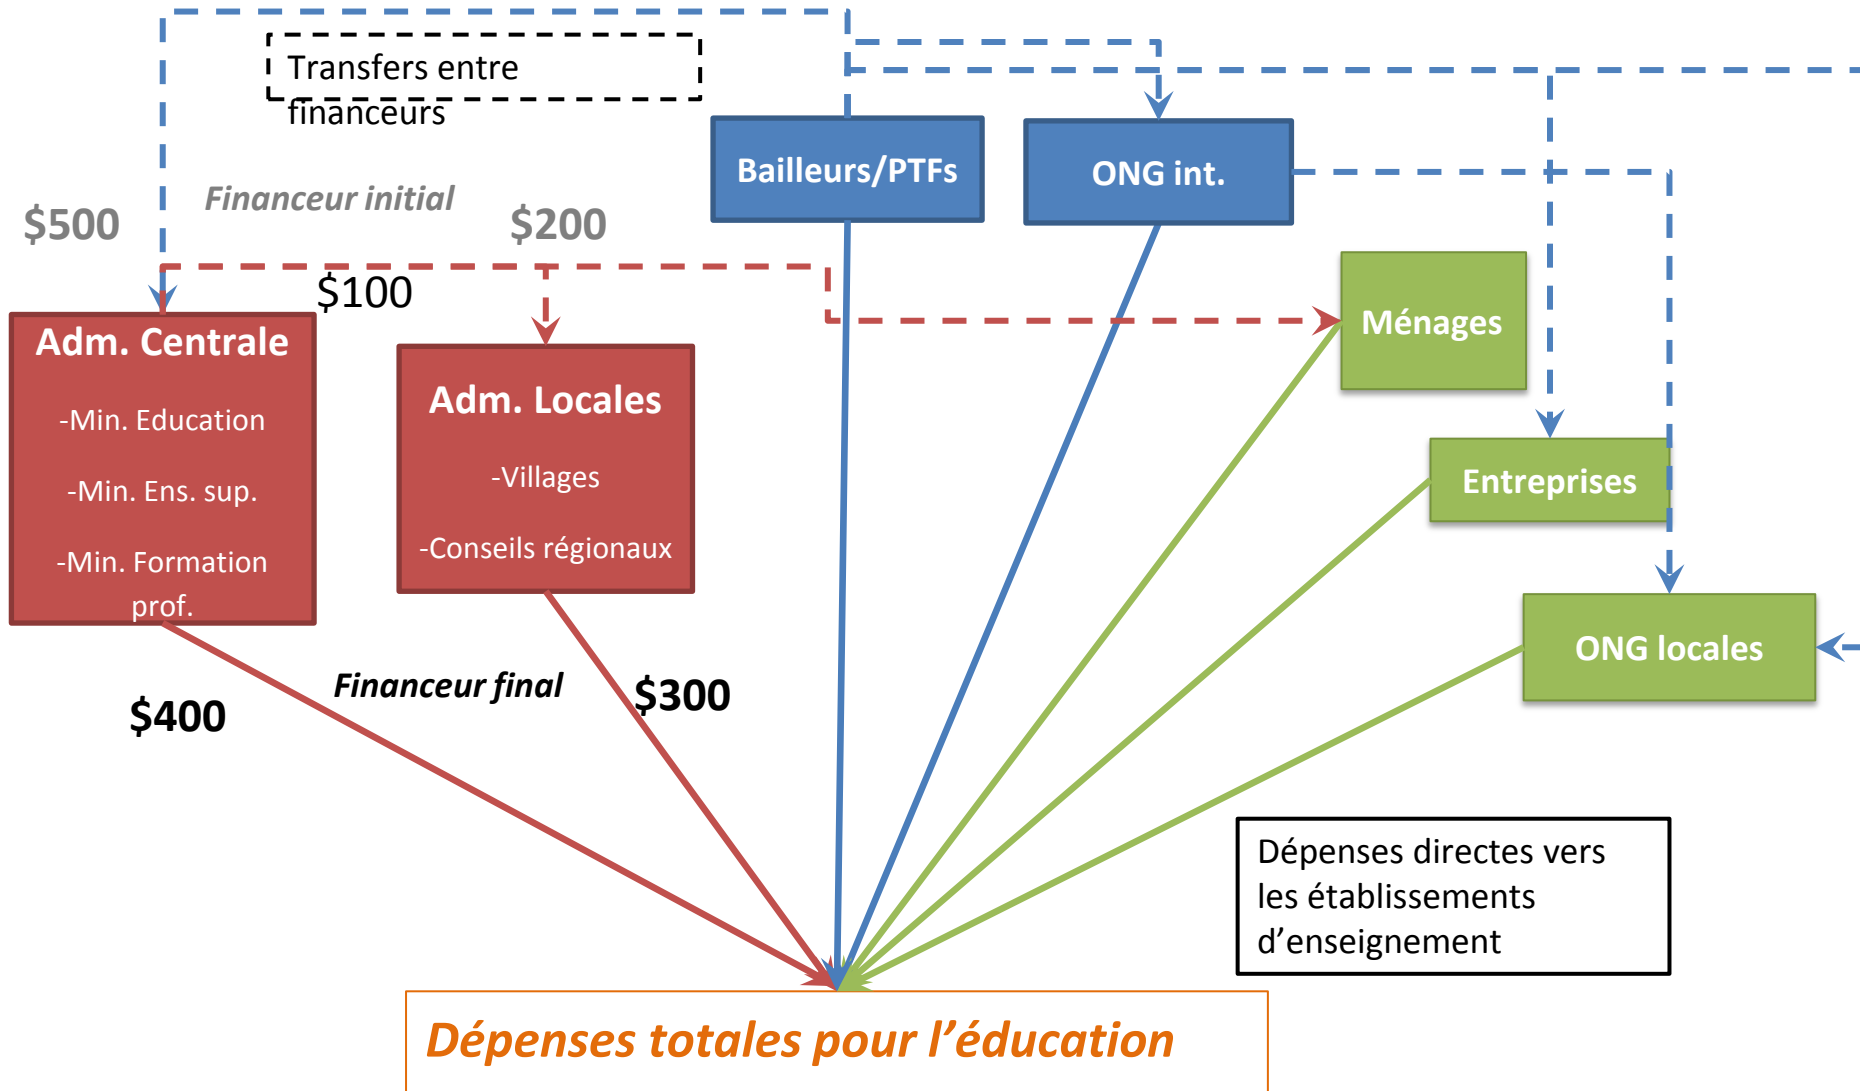 Transfers entre
financeurs
Bailleurs/PTFs
ONG int.
Financeur initial
$500
$200
$100
Ménages
Adm. Centrale
-Min. Education
-Min. Ens. sup.
-Min. Formation
prof.
Adm. Locales
-Villages
-Conseils régionaux
Entreprises
ONG locales
Financeur final
$400
$300
Dépenses directes vers
les établissements
d’enseignement
Dépenses totales pour l’éducation